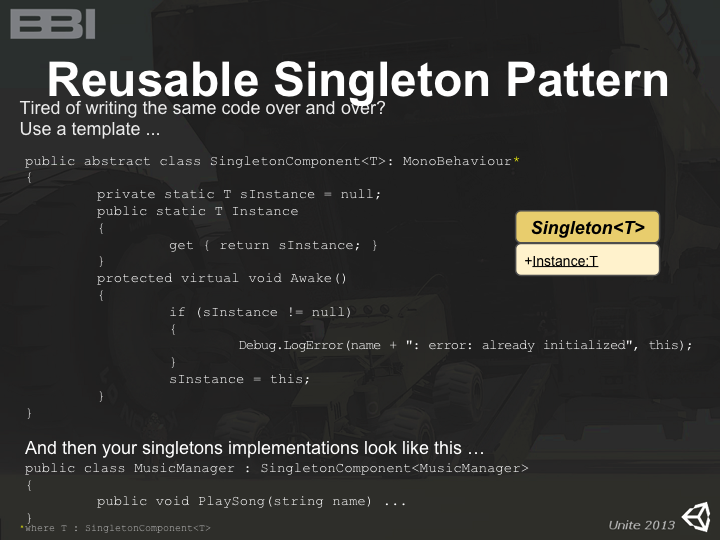 BBI
Reusable Singleton Pattern
Tired of writing the same code over and over?
Use a template ...
public abstract class SingletonComponent<T>: MonoBehaviour*
{
private static T sInstance = null;
public static T Instance
{
get { return sInstance; }
}
protected virtual void Awake()
{
if (sInstance != null)
{
Debug.LogError(name + ": error: already initialized", this);
}
sInstance = this;
}
}
Singleton<T>
+Instance:T
And then your singletons implementations look like this …
public class MusicManager : SingletonComponent<MusicManager>
{
public void PlaySong(string name) ...
}
*where T : SingletonComponent<T>
Unite 2013